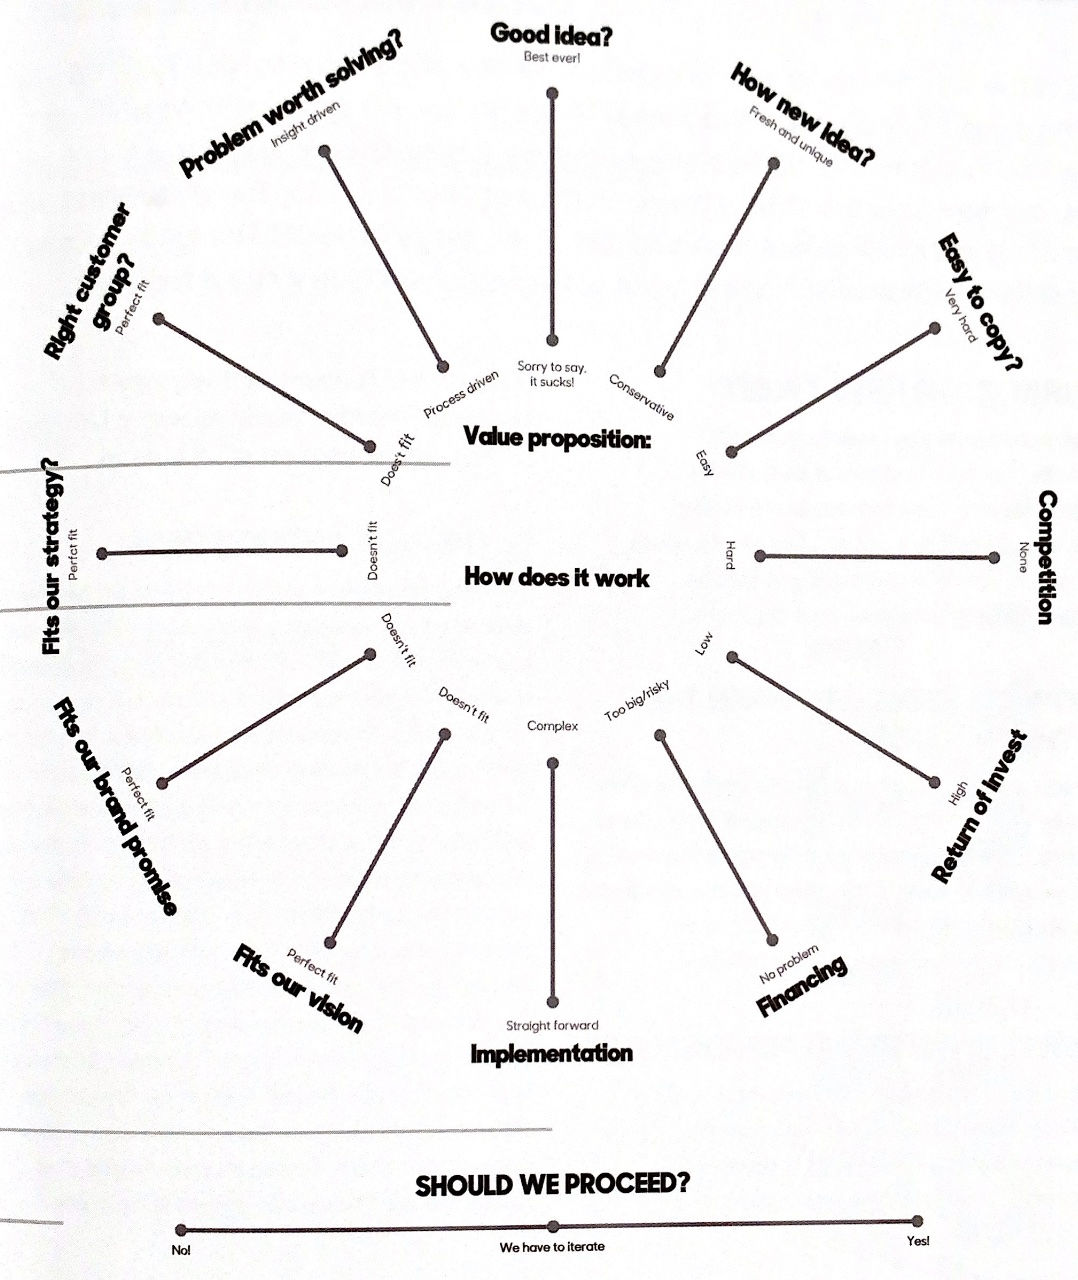 Good idea?
Best ever!
Sorry to say,
it sucks!
How new idea?
Fresh and unique
Conservative
Easy to copy?
Very hard
Easy
Competition
None
Hard
Return of invest
High
Low
Financing
No problem
Too big/risky
Implementation
Straight forward
Complex
Fits our vision
Perfect fit
Doesn't fit
Fits our brand promise
Perfect fit
Doesn't fit
Fits our strategy?
Perfct fit
Doesn't fit
Right customer
group?
Perfect fit
Does't fit
Problem worth solving?
Insight driven
Process driven
Value proposition:
How does it work
SHOULD WE PROCEED?
No!
We have to iterate
Yes!